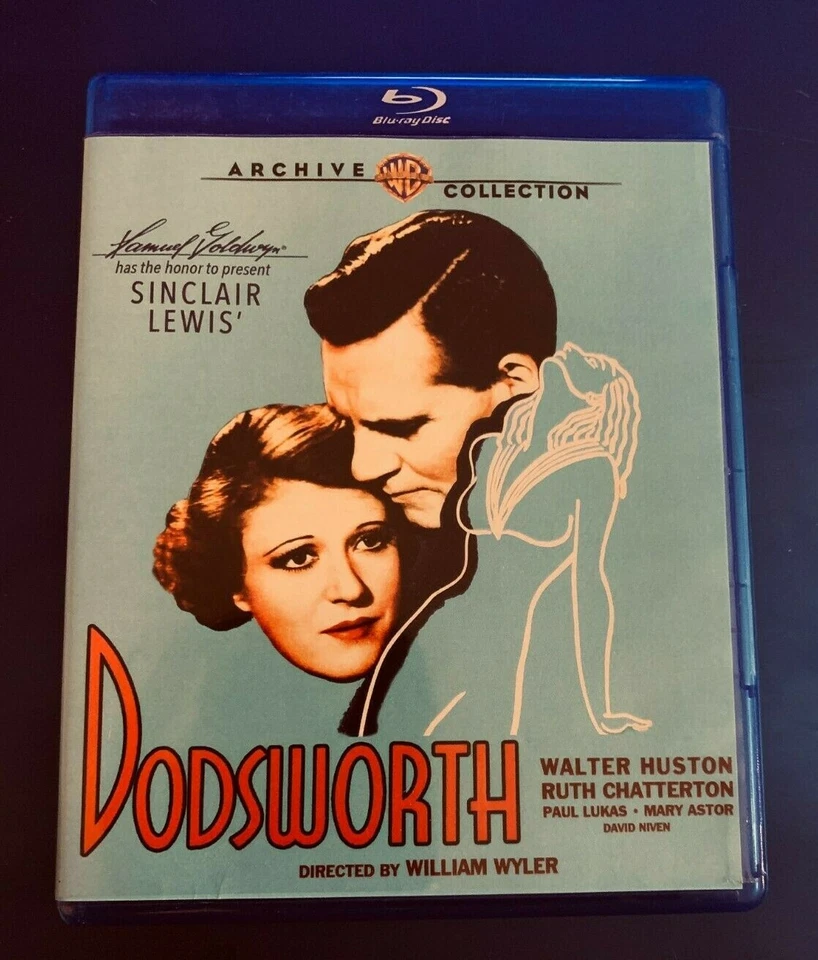 Blu-ray Disc
ARCHIVE WB COLLECTION
Samuel Goldwyn®
has the honor to present
SINCLAIR
LEWIS'
DODSWORTH
WALTER HUSTON
RUTH CHATTERTON
PAUL LUKAS • MARY ASTOR
DAVID NIVEN
DIRECTED BY WILLIAM WYLER